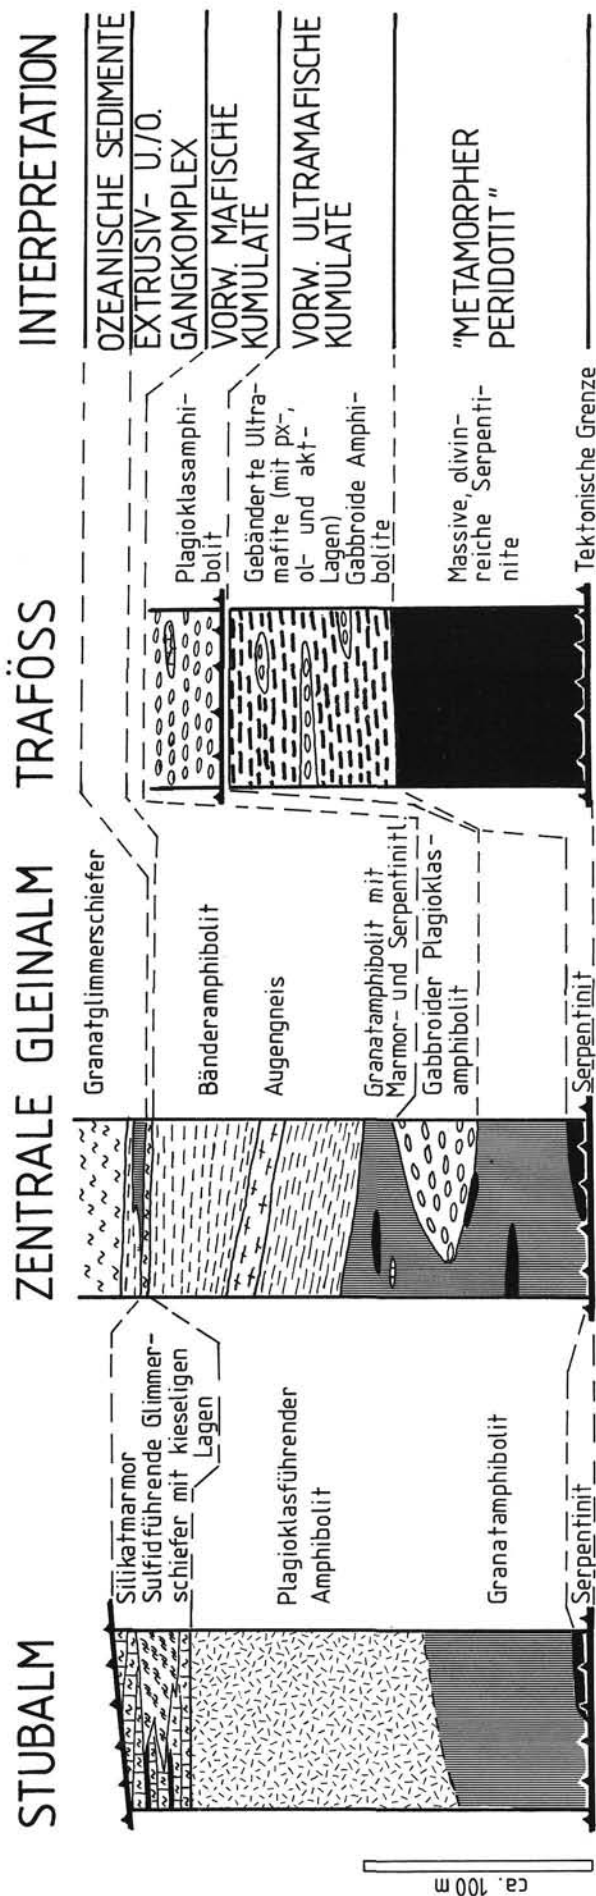 STUBALM
Silikatmarmor
Sulfidführende Glimmer-
schiefer mit kieseligen
Lagen
Plagioklasführender
Amphibolit
Granatamphibolit
Serpentinit
ca. 100 m
ZENTRALE GLEINALM
Granatglimmerschiefer
Bänderamphibolit
Augengneis
Granatamphibolit mit
Marmor- und Serpentinitl.
Gabbroider Plagioklas-
amphibolit
Serpentinit
TRAFÖSS
Plagioklasamphi-
bolit
Gebänderte Ultra-
mafite (mit px-,
ol- und akt-
Lagen)
Gabbroide Amphi-
bolite
Massive, olivin-
reiche Serpenti-
nite
Tektonische Grenze
INTERPRETATION
OZEANISCHE SEDIMENTE
EXTRUSIV- U./O.
GANGKOMPLEX
VORW. MAFISCHE
KUMULATE
VORW. ULTRAMAFISCHE
KUMULATE
"METAMORPHER
PERIDOTIT"